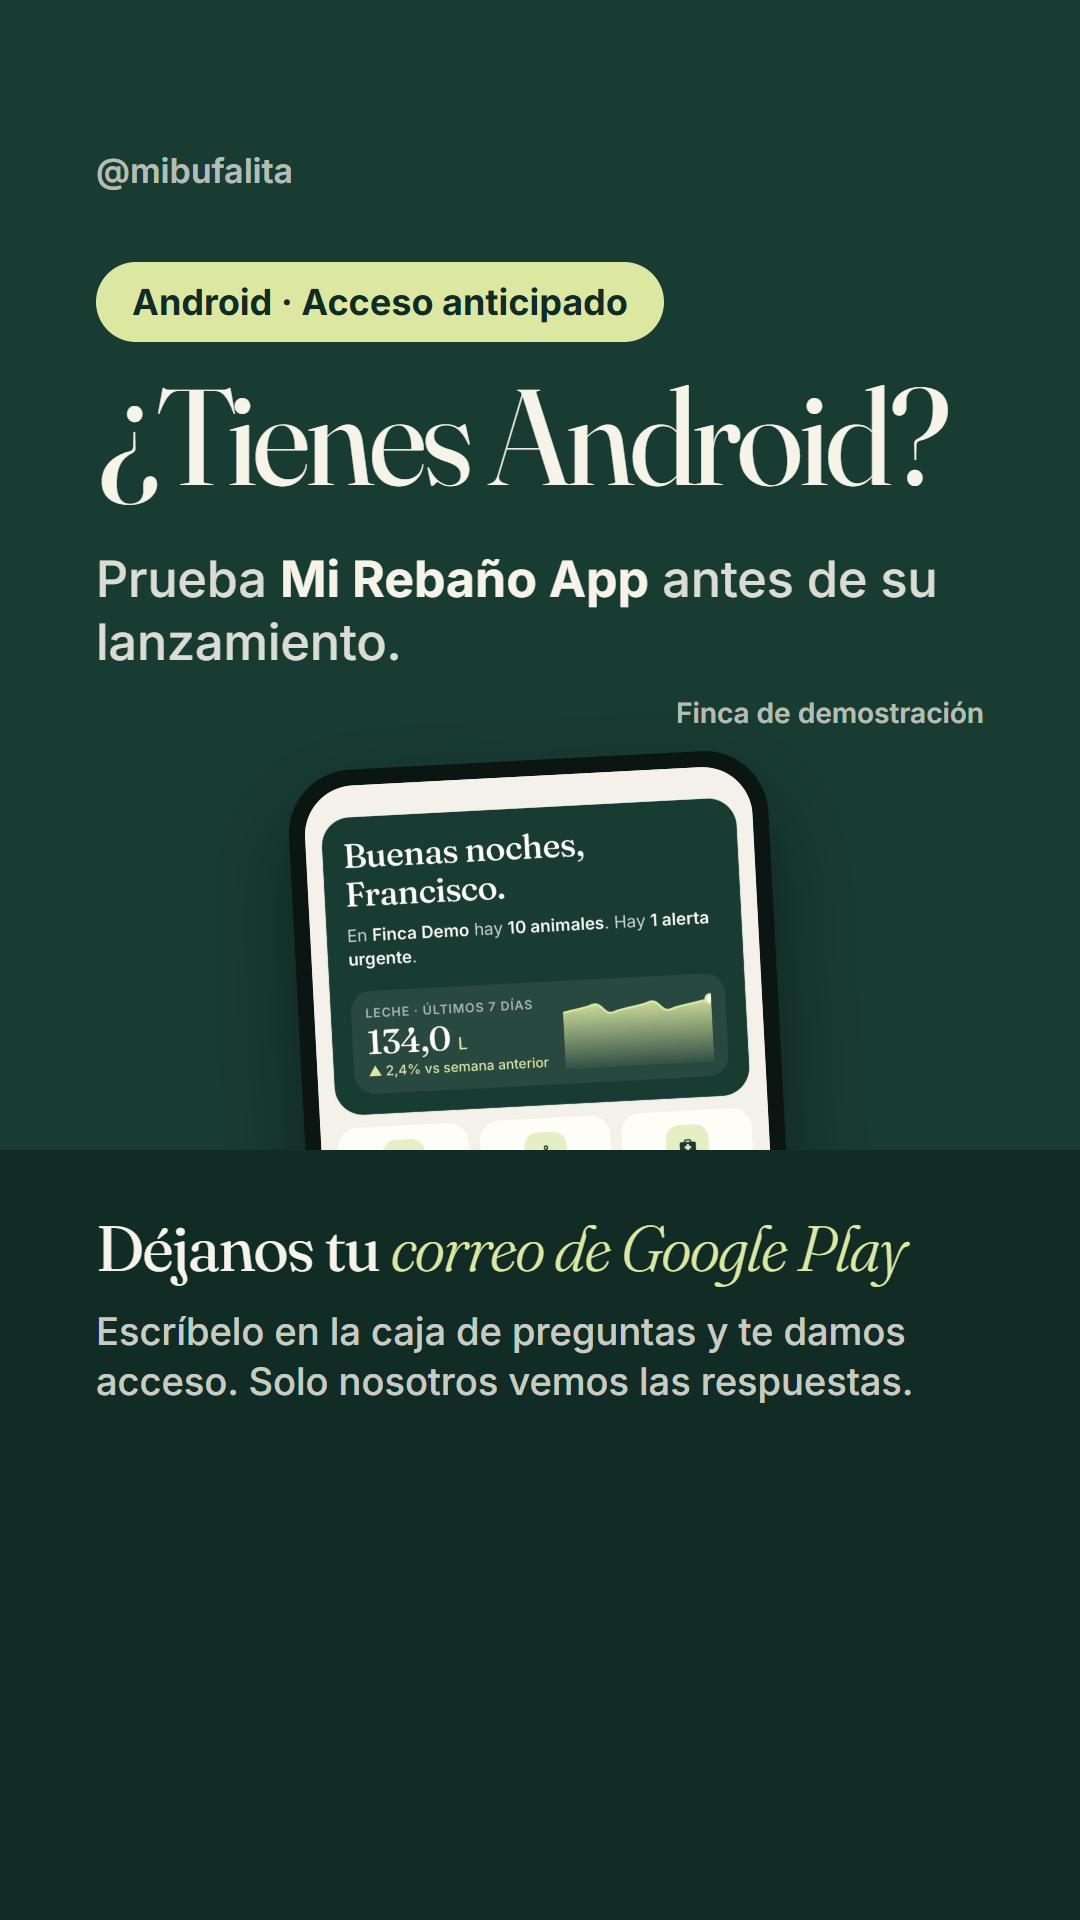 @mibufalita
Android · Acceso anticipado
¿Tienes Android?
Prueba Mi Rebaño App antes de su
lanzamiento.
Finca de demostración
Buenas noches,
Francisco.
En Finca Demo hay 10 animales. Hay 1 alerta
urgente.
LECHE · ÚLTIMOS 7 DÍAS
134,0 L
▲ 2,4% vs semana anterior
Déjanos tu correo de Google Play
Escríbelo en la caja de preguntas y te damos
acceso. Solo nosotros vemos las respuestas.